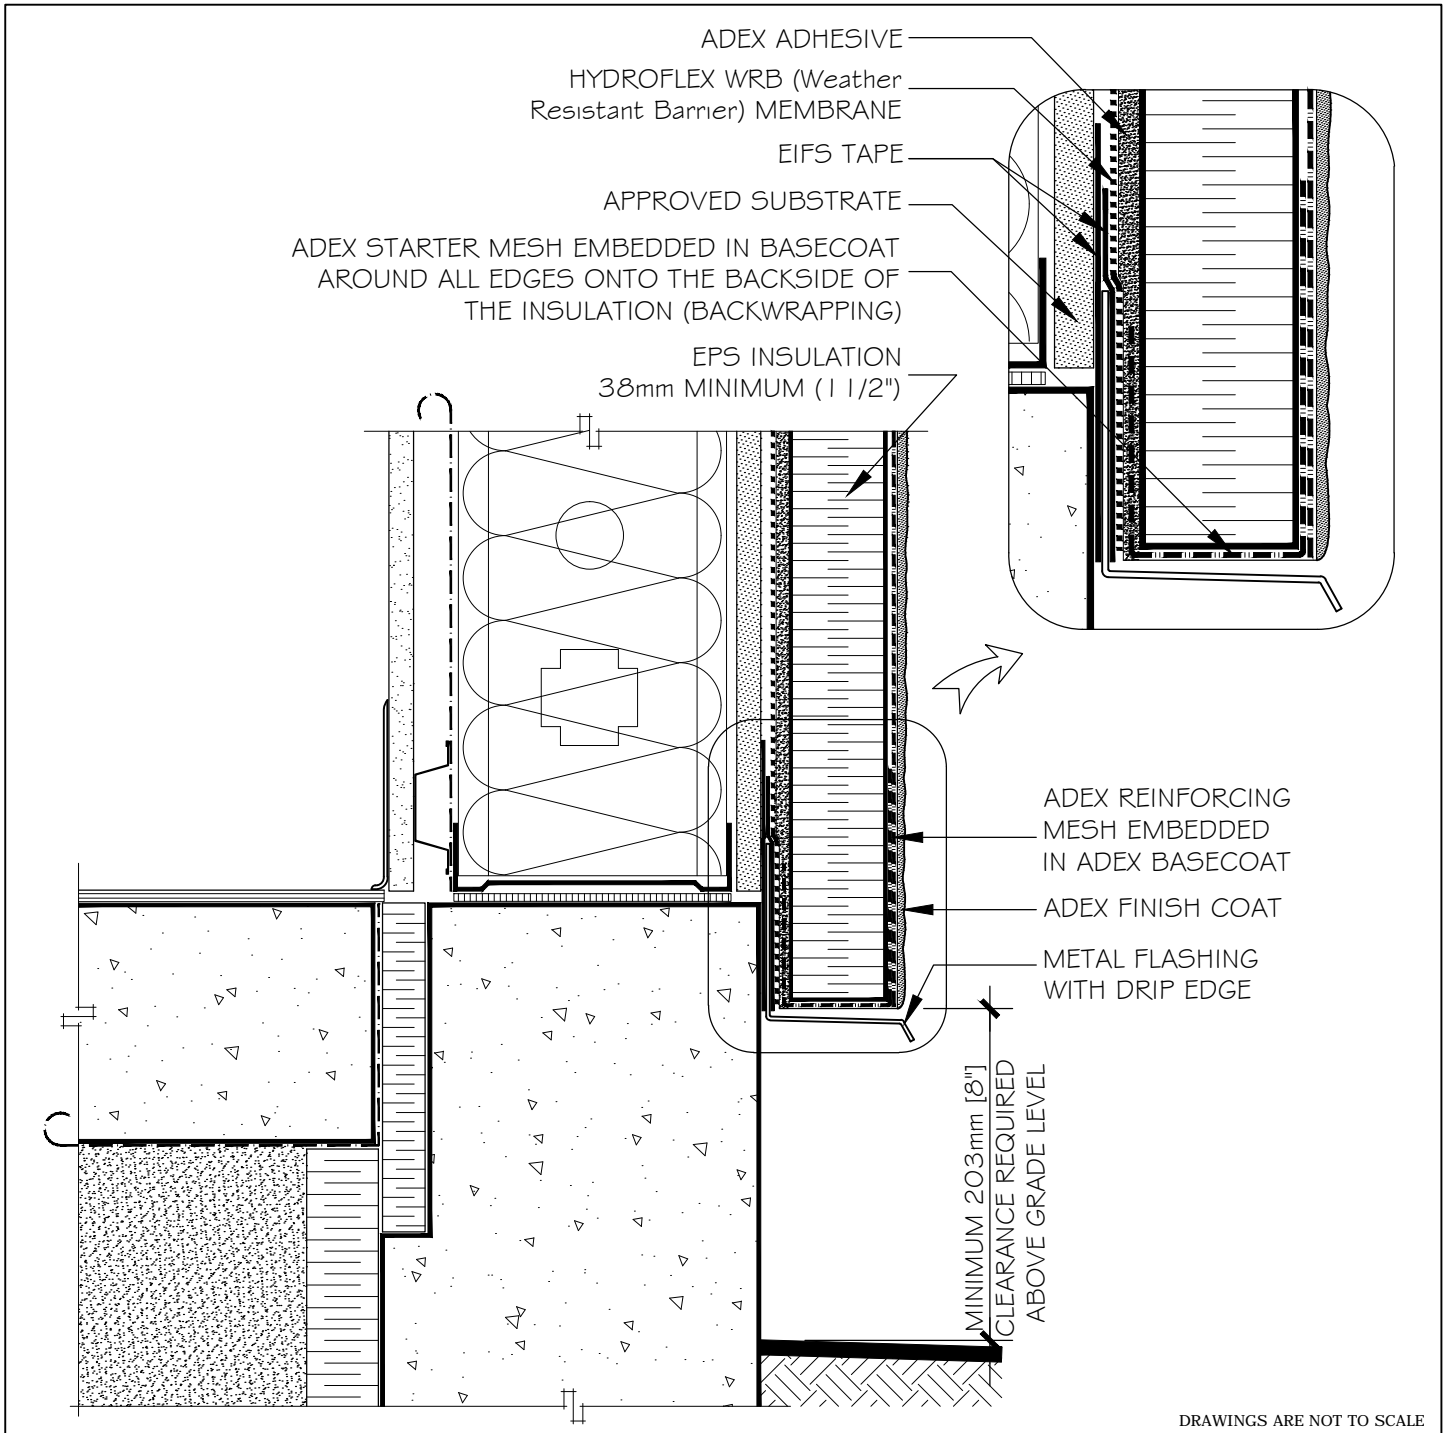 ADEX ADHESIVE
HYDROFLEX WRB (Weather
Resistant Barrier) MEMBRANE
EIFS TAPE
APPROVED SUBSTRATE
ADEX STARTER MESH EMBEDDED IN BASECOAT
AROUND ALL EDGES ONTO THE BACKSIDE OF
THE INSULATION (BACKWRAPPING)
EPS INSULATION
38mm MINIMUM (1 1/2")
ADEX REINFORCING
MESH EMBEDDED
IN ADEX BASECOAT
ADEX FINISH COAT
METAL FLASHING
WITH DRIP EDGE
MINIMUM 203mm [8"]
CLEARANCE REQUIRED
ABOVE GRADE LEVEL
DRAWINGS ARE NOT TO SCALE